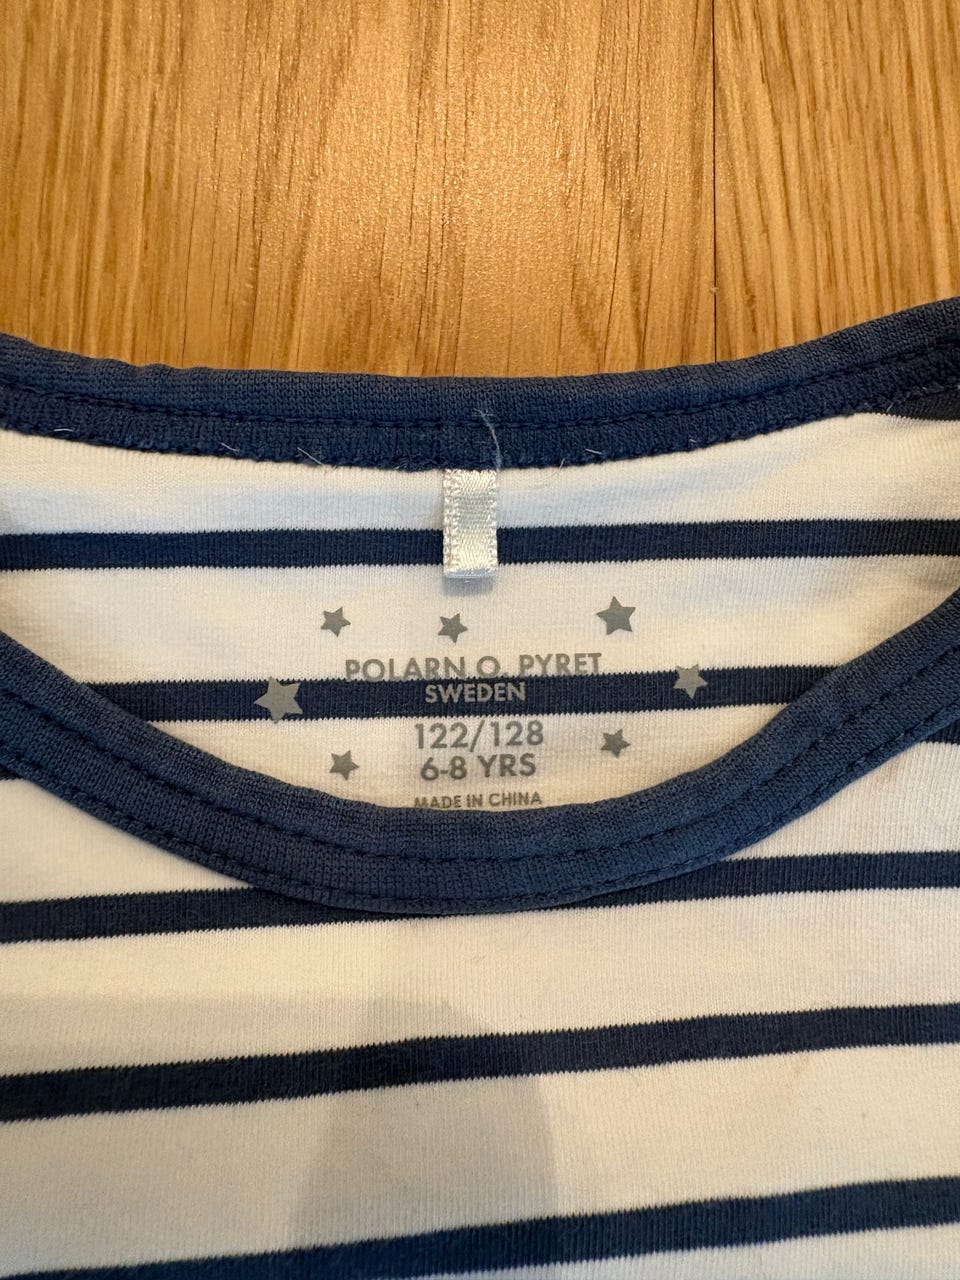 POLARN O. PYRET
SWEDEN
122/128
6-8 YRS
MADE IN CHINA